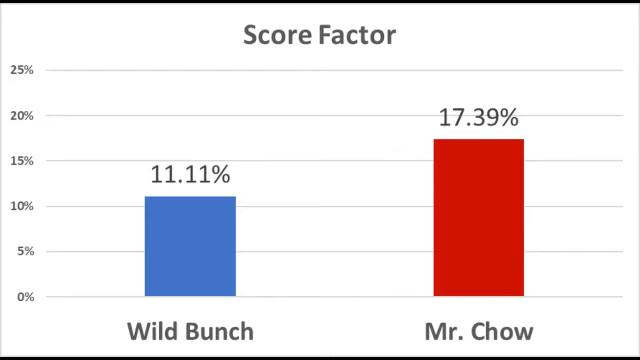 Score Factor
25%
20%
15%
10%
5%
0%
11.11%
17.39%
Wild Bunch
Mr. Chow